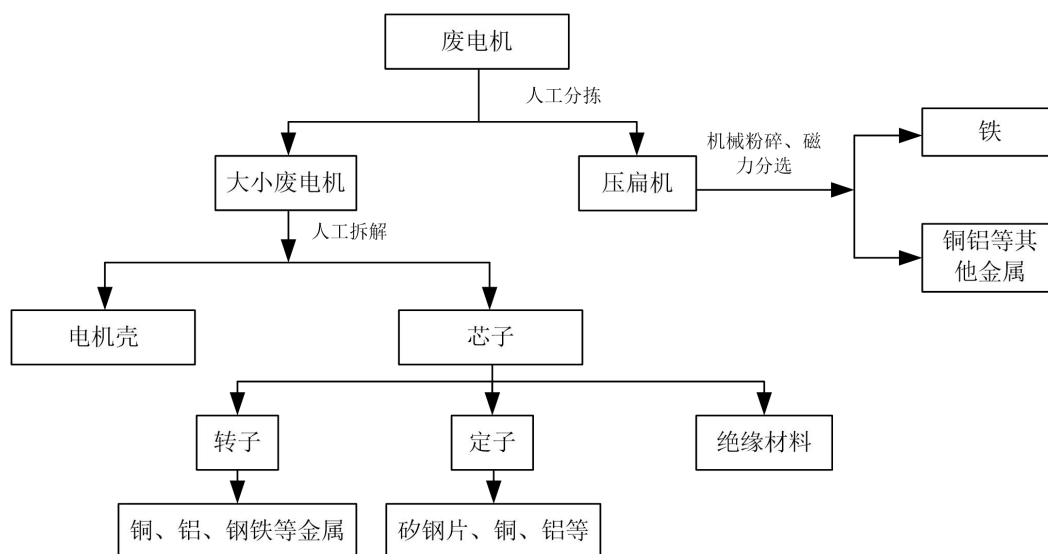 废电机
人工分拣
机械粉碎、磁
力分选
铁
大小废电机
压扁机
人工拆解
铜铝等其
他金属
电机壳
芯子
转子
定子
绝缘材料
铜、铝、钢铁等金属
矽钢片、铜、铝等